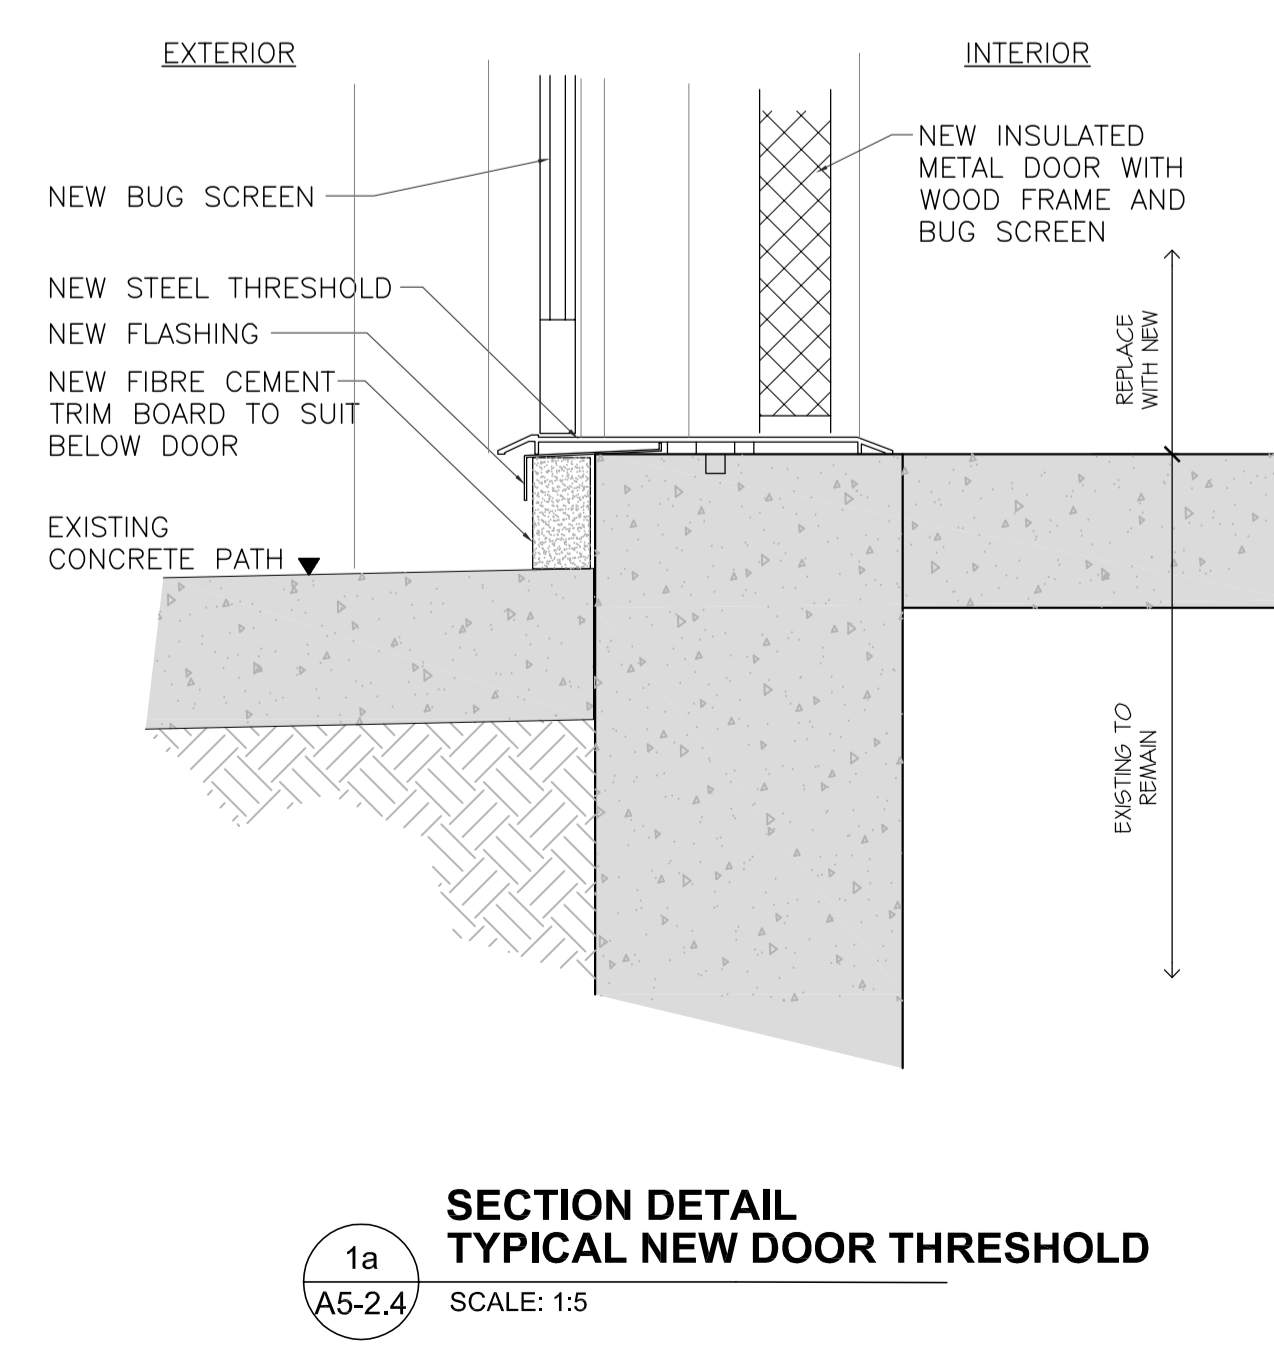 EXTERIOR
INTERIOR
NEW INSULATED
METAL DOOR WITH
WOOD FRAME AND
BUG SCREEN
NEW BUG SCREEN
NEW STEEL THRESHOLD
NEW FLASHING
NEW FIBRE CEMENT
TRIM BOARD TO SUIT
BELOW DOOR
EXISTING
CONCRETE PATH
REPLACE
WITH NEW
EXISTING TO
REMAIN
SECTION DETAIL
TYPICAL NEW DOOR THRESHOLD
1a
A5-2.4
SCALE: 1:5